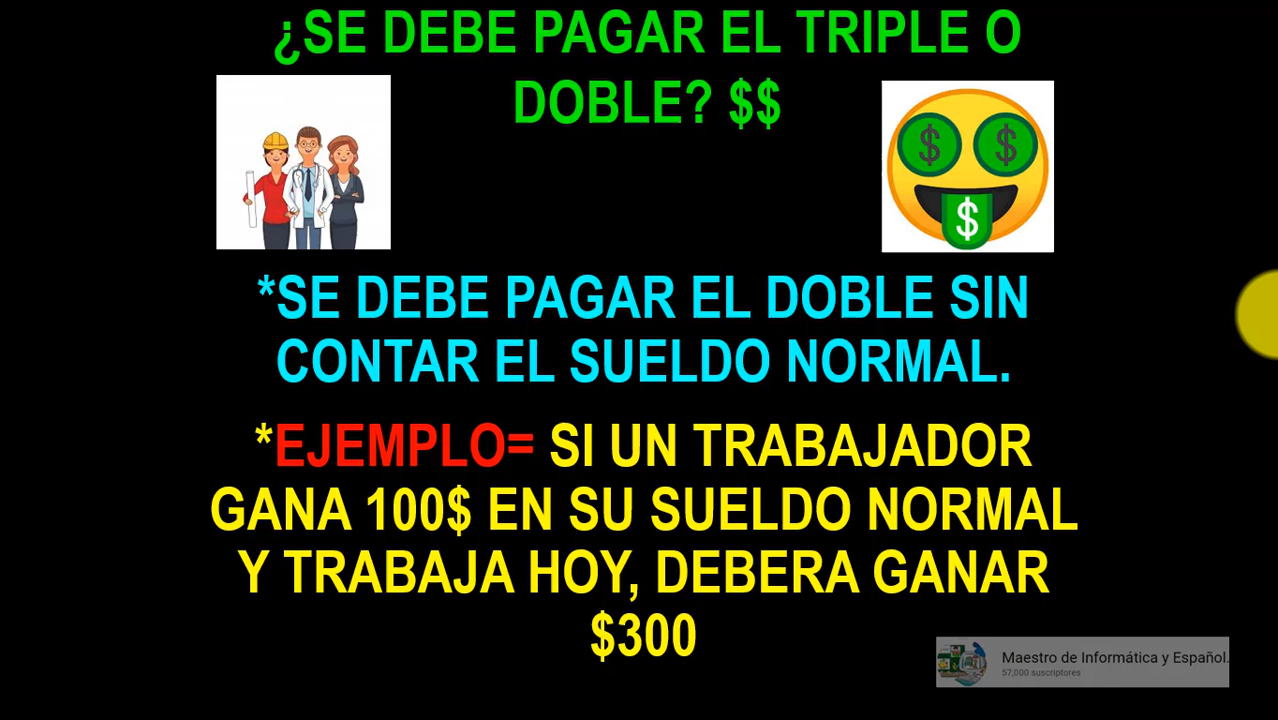 ¿SE DEBE PAGAR EL TRIPLE O
DOBLE? $$
*SE DEBE PAGAR EL DOBLE SIN
CONTAR EL SUELDO NORMAL.
*EJEMPLO= SI UN TRABAJADOR
GANA 100$ EN SU SUELDO NORMAL
Y TRABAJA HOY, DEBERA GANAR
$300
Maestro de Informática y Español.
57,000 suscriptores